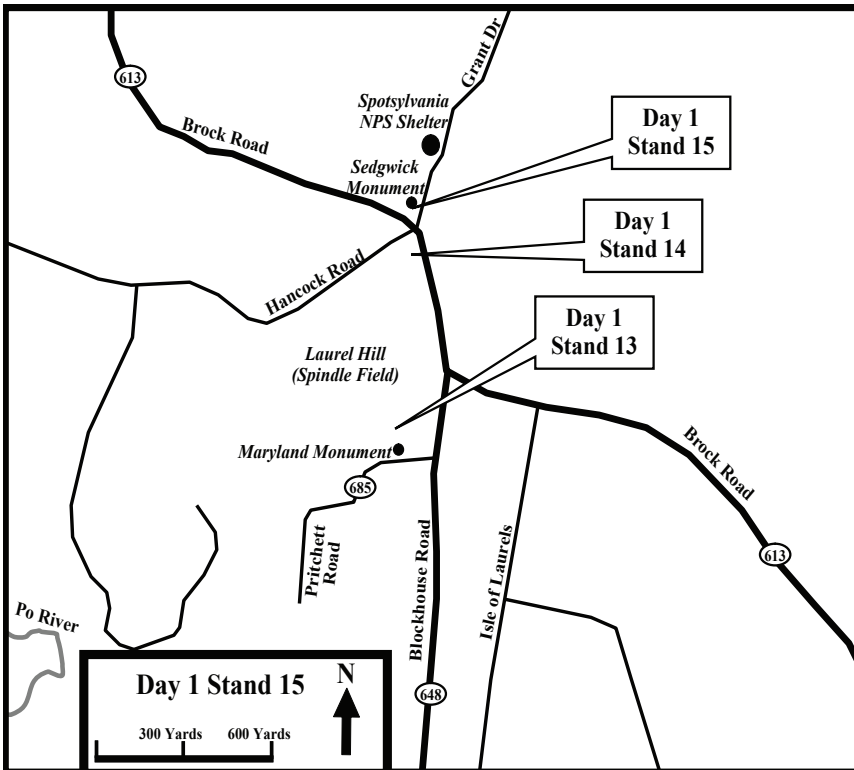 Grant Dr
613
Spotsylvania
NPS Shelter
Brock Road
Day 1
Stand 15
Sedgwick
Monument
Day 1
Stand 14
Hancock Road
Day 1
Stand 13
Laurel Hill
(Spindle Field)
Maryland Monument
685
Brock Road
Pritchett
Road
Blockhouse Road
Isle of Laurels
613
Po River
Day 1 Stand 15
N
648
300 Yards
600 Yards